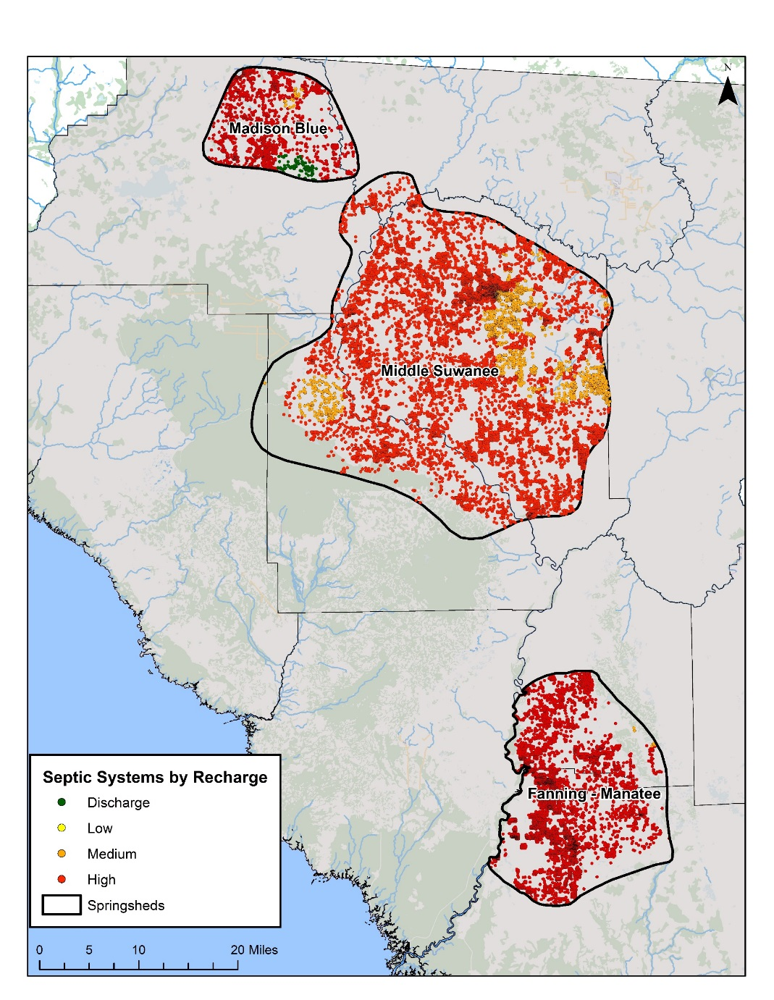 N
Madison Blue
Middle Suwanee
Fanning - Manatee
Septic Systems by Recharge
Discharge
Low
Medium
High
Springsheds
0 5 10 20 Miles